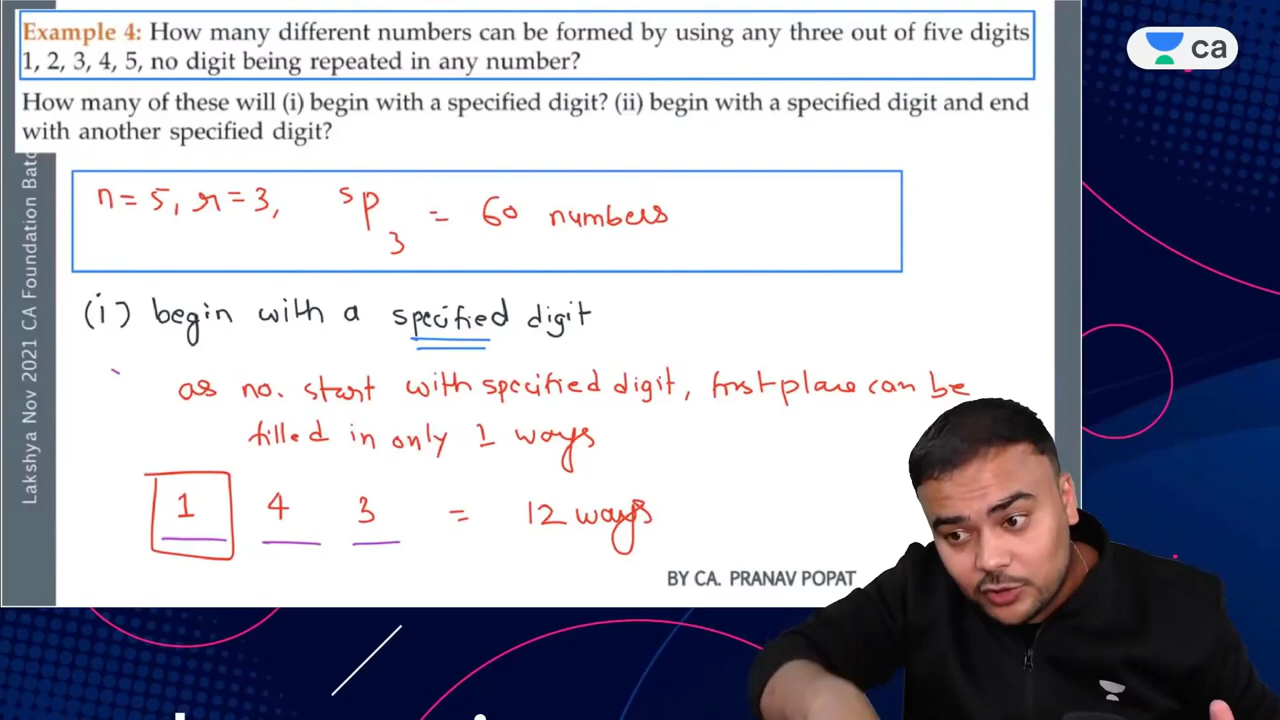 Example 4: How many different numbers can be formed by using any three out of five digits
1, 2, 3, 4, 5, no digit being repeated in any number?
How many of these will (i) begin with a specified digit? (ii) begin with a specified digit and end
with another specified digit?
ca
Lakshya Nov 2021 CA Foundation Batc
n = 5, r = 3, 5P3 = 60 numbers
(i) begin with a specified digit
as no. start with specified digit, first place can be
filled in only 1 ways
1 4 3 = 12 ways
BY CA. PRANAV POPAT